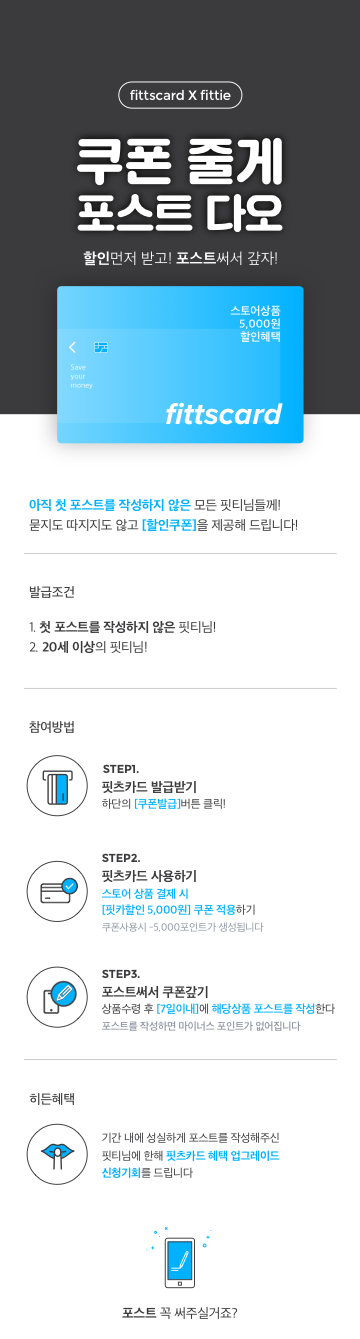 fittscard X fittie
쿠폰 줄게
포스트 다오
할인먼저 받고! 포스트써서 갚자!
스토어상품
5,000원
할인혜택
Save
your
money
fittscard
아직 첫 포스트를 작성하지 않은 모든 핏티님들께!
묻지도 따지지도 않고 [할인쿠폰]을 제공해 드립니다!
발급조건
1. 첫 포스트를 작성하지 않은 핏티님!
2. 20세 이상의 핏티님!
참여방법
STEP1.
핏츠카드 발급받기
하단의 [쿠폰발급]버튼 클릭!
STEP2.
핏츠카드 사용하기
스토어 상품 결제 시
[핏카할인 5,000원] 쿠폰 적용하기
쿠폰사용시 -5,000포인트가 생성됩니다
STEP3.
포스트써서 쿠폰갚기
상품수령 후 [7일이내]에 해당상품 포스트를 작성한다
포스트를 작성하면 마이너스 포인트가 없어집니다
히든혜택
기간 내에 성실하게 포스트를 작성해주신
핏티님에 한해 핏츠카드 혜택 업그레이드
신청기회를 드립니다
포스트 꼭 써주실거죠?